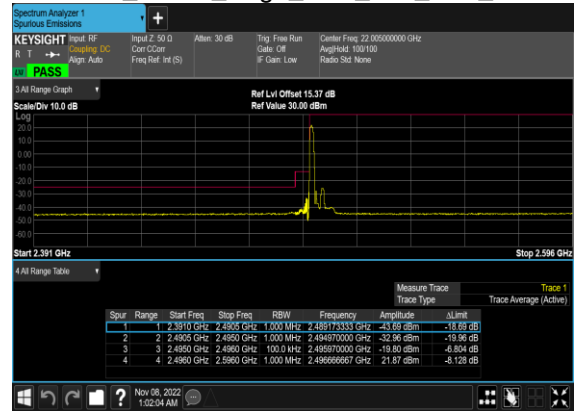 Spectrum Analyzer 1
Spurious Emissions
KEYSIGHT Input: RF Input Z: 50 Ω Atten: 30 dB Trig: Free Run Center Freq: 22.005000000 GHz
R T Coupling: DC Corr CCorr Gate: Off Avg|Hold: 100/100
Align: Auto Freq Ref: Int (S) IF Gain: Low Radio Std: None
PASS
3 All Range Graph
Ref Lvl Offset 15.37 dB
Scale/Div 10.0 dB Ref Value 30.00 dBm
Log
20.0
10.0
0.00
-10.0
-20.0
-30.0
-40.0
-50.0
-60.0
Start 2.391 GHz Stop 2.596 GHz
4 All Range Table
Measure Trace Trace 1
Trace Type Trace Average (Active)
Spur Range Start Freq Stop Freq RBW Frequency Amplitude ΔLimit
1 1 2.3910 GHz 2.4905 GHz 1.000 MHz 2.489173333 GHz -43.69 dBm -18.69 dB
2 2 2.4905 GHz 2.4950 GHz 1.000 MHz 2.494970000 GHz -32.96 dBm -19.96 dB
3 3 2.4950 GHz 2.4960 GHz 100.0 kHz 2.495970000 GHz -19.80 dBm -6.804 dB
4 4 2.4960 GHz 2.5960 GHz 1.000 MHz 2.496666667 GHz 21.87 dBm -8.128 dB
? Nov 08, 2022
1:02:04 AM